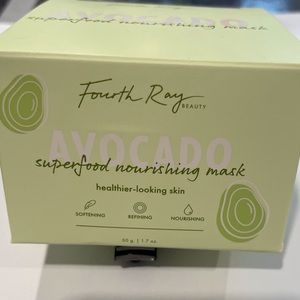 AVOCADO
superfood nourishing mask
Fourth Ray
BEAUTY
AVOCADO
superfood nourishing mask
healthier-looking skin
SOFTENING REFINING NOURISHING
50 g. | 1.7 oz.